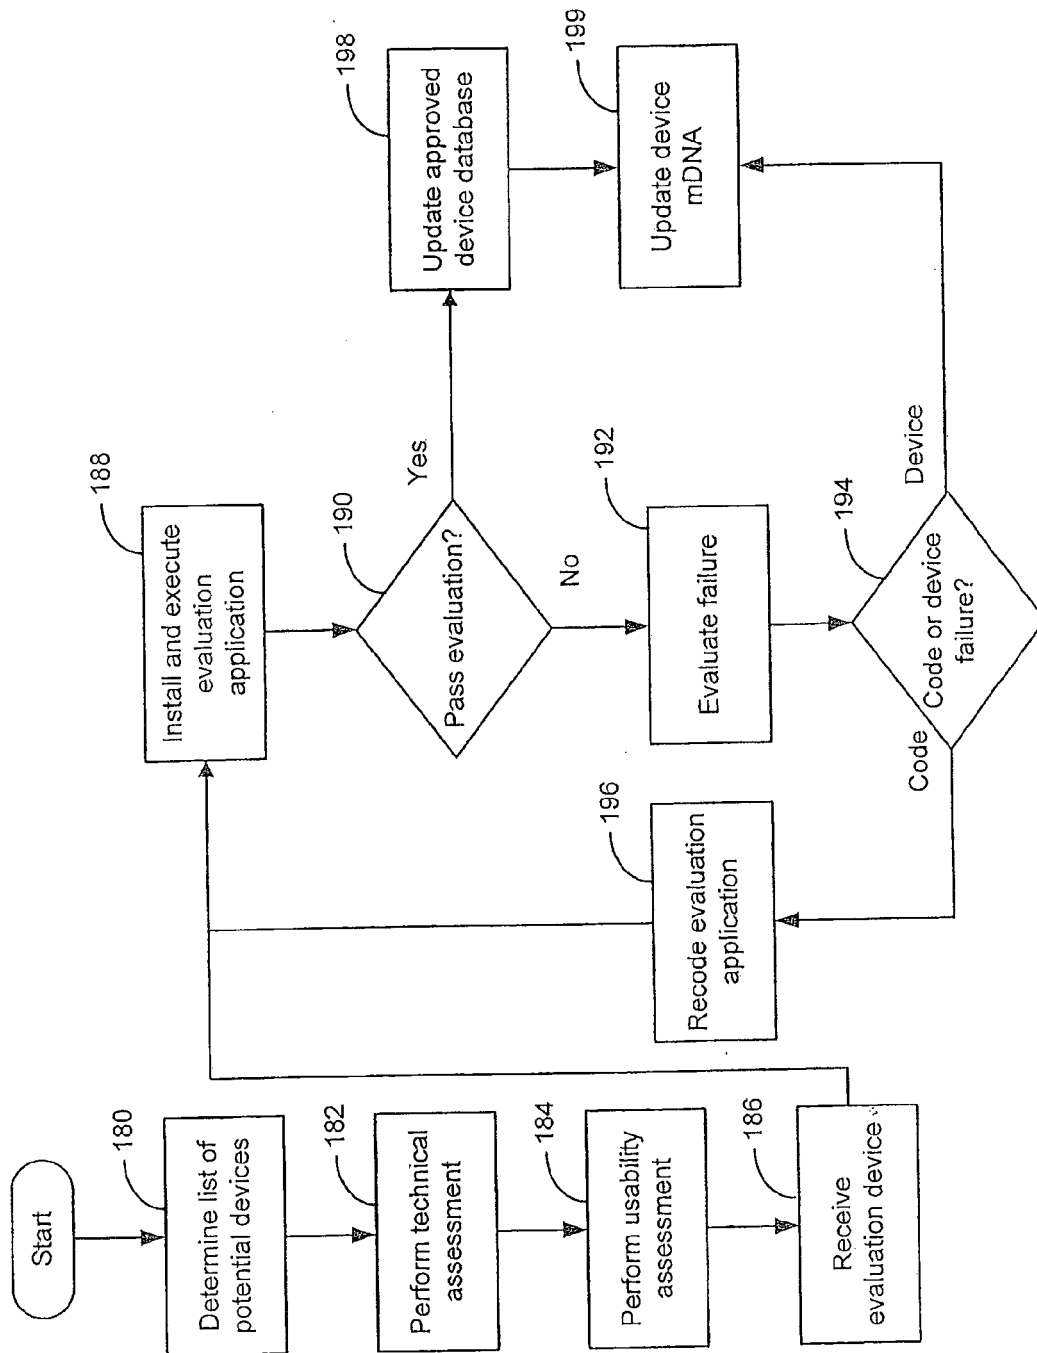 Start
180
Determine list of
potential devices
182
Perform technical
assessment
184
Perform usability
assessment
186
Receive
evaluation device
188
Install and execute
evaluation
application
190
Pass evaluation?
Yes
No
192
Evaluate failure
194
Code or device
failure?
Code
Device
196
Recode evaluation
application
198
Update approved
device database
199
Update device
mDNA